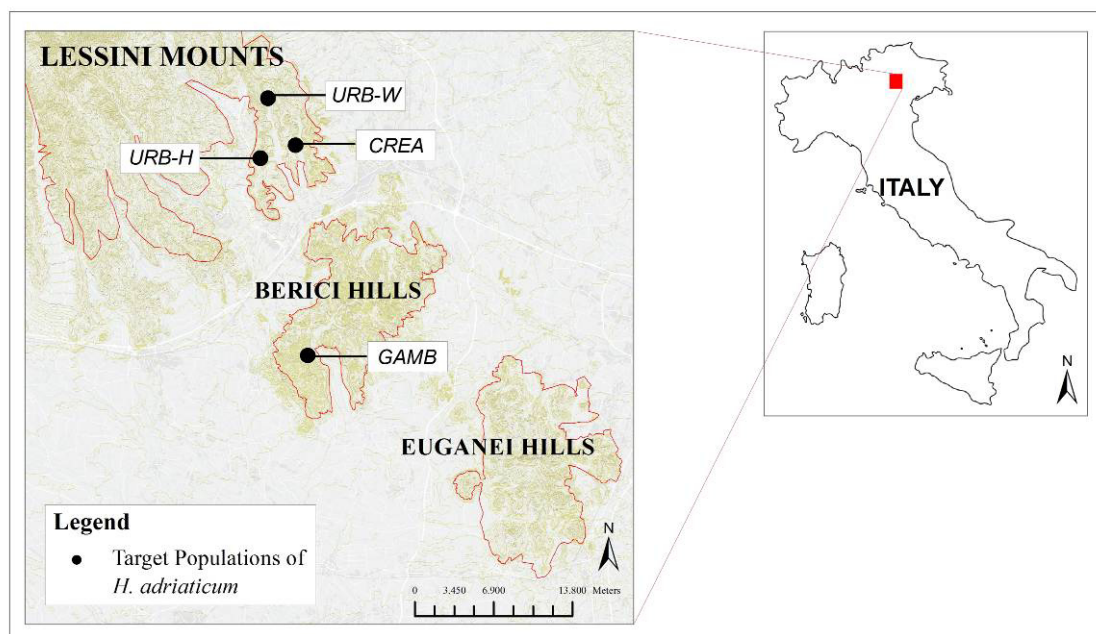 LESSINI MOUNTS
URB-W
CREA
URB-H
BERICI HILLS
GAMB
EUGANEI HILLS
Legend
Target Populations of
H. adriaticum
N
0 3.450 6.900 13.800 Meters
ITALY
N